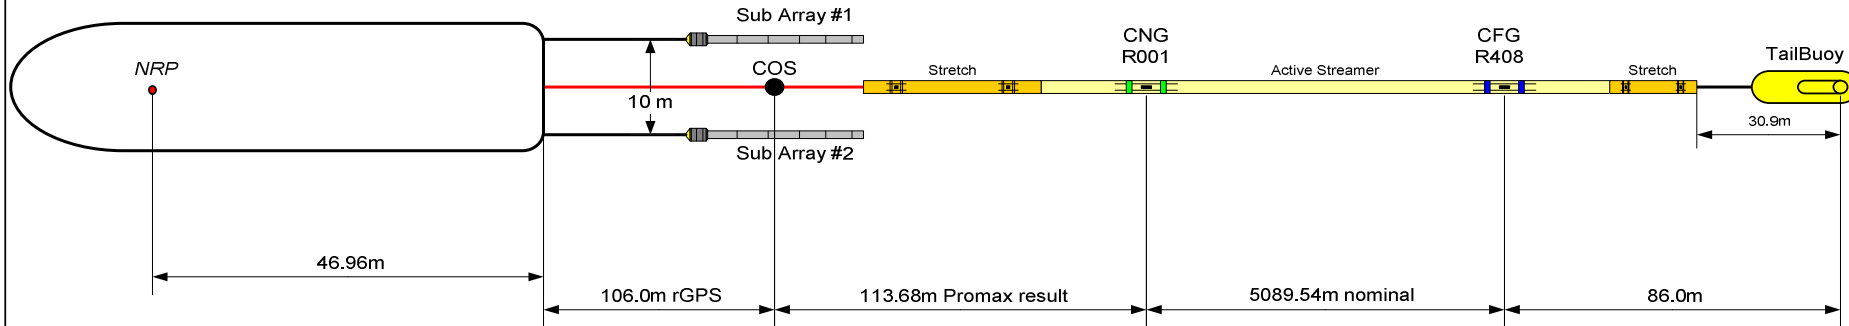 Sub Array #1
CNG
R001
CFG
R408
TailBuoy
NRP
COS
Stretch
Active Streamer
Stretch
10 m
30.9m
Sub Array #2
46.96m
106.0m rGPS
113.68m Promax result
5089.54m nominal
86.0m